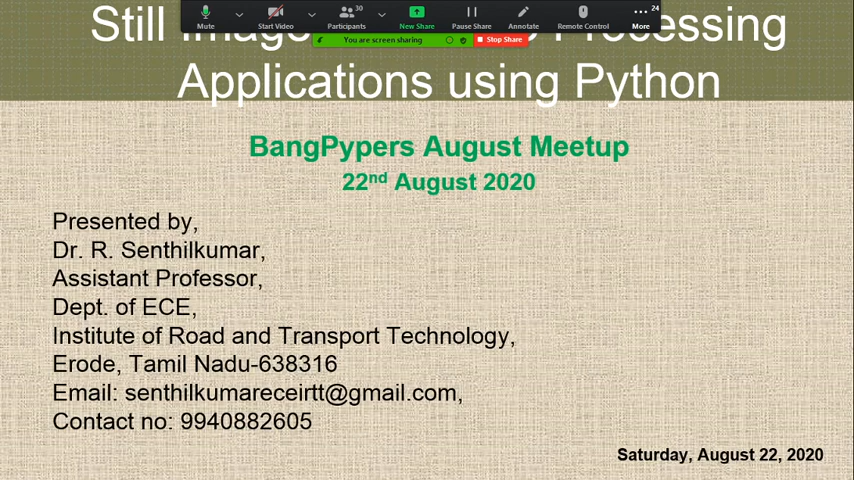 Mute
Start Video
30
Participants
New Share
Pause Share
Annotate
Remote Control
24
More
You are screen sharing
Stop Share
Still
Applications using Python
BangPypers August Meetup
22nd August 2020
Presented by,
Dr. R. Senthilkumar,
Assistant Professor,
Dept. of ECE,
Institute of Road and Transport Technology,
Erode, Tamil Nadu-638316
Email: senthilkumareceirtt@gmail.com,
Contact no: 9940882605
Saturday, August 22, 2020